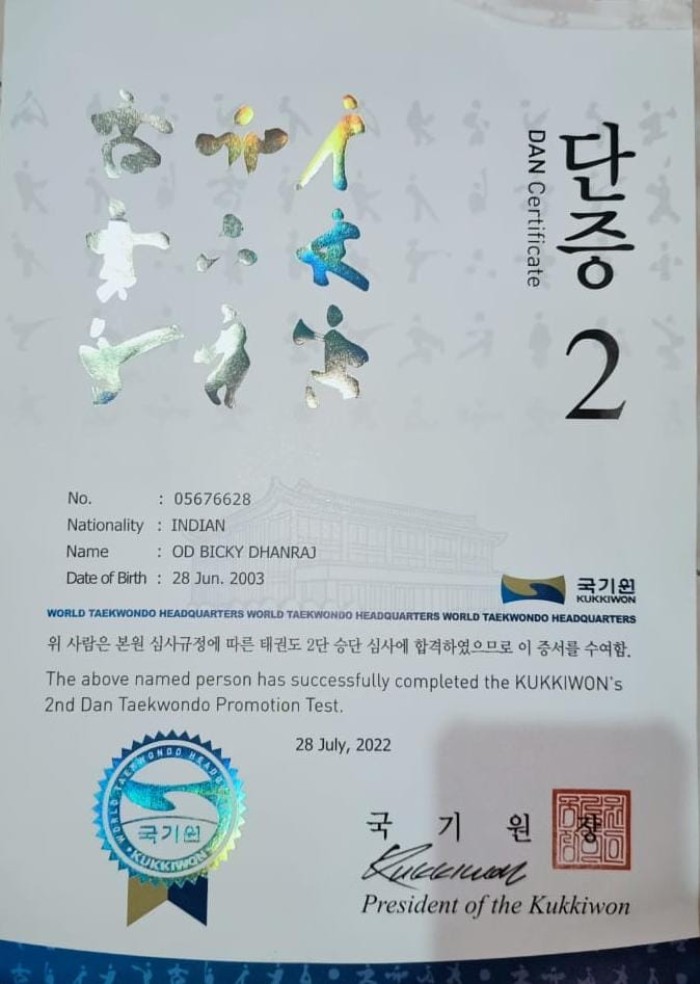 단증
DAN Certificate
2
No. : 05676628
Nationality : INDIAN
Name : OD BICKY DHANRAJ
Date of Birth : 28 Jun. 2003
국기원
KUKKIWON
WORLD TAEKWONDO HEADQUARTERS WORLD TAEKWONDO HEADQUARTERS WORLD TAEKWONDO HEADQUARTERS
위 사람은 본원 심사규정에 따른 태권도 2단 승단 심사에 합격하였으므로 이 증서를 수여함.
The above named person has successfully completed the KUKKIWON's
2nd Dan Taekwondo Promotion Test.
28 July, 2022
WORLD TAEKWONDO HEADQ
국기원
•KUKKIWON•
국 기 원 장
Kukkiwon
President of the Kukkiwon